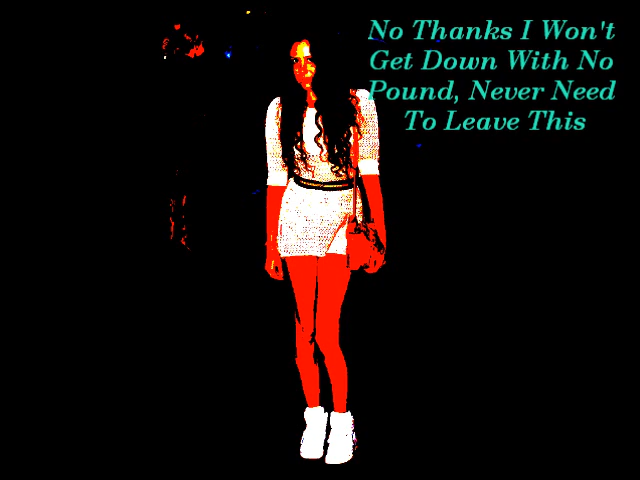 No Thanks I Won't
Get Down With No
Pound, Never Need
To Leave This